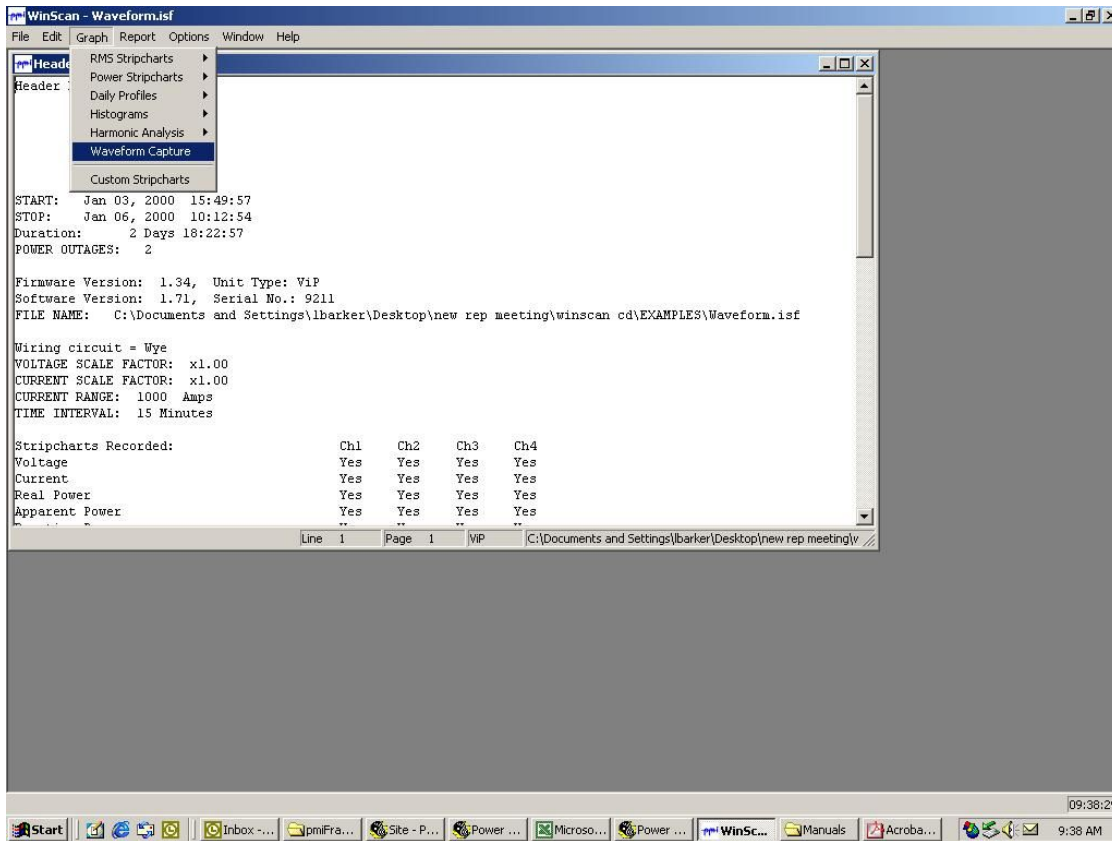 WinScan - Waveform.isf
File Edit Graph Report Options Window Help
Heade
Header
RMS Stripcharts
Power Stripcharts
Daily Profiles
Histograms
Harmonic Analysis
Waveform Capture
Custom Stripcharts
START: Jan 03, 2000 15:49:57
STOP: Jan 06, 2000 10:12:54
Duration: 2 Days 18:22:57
POWER OUTAGES: 2
Firmware Version: 1.34, Unit Type: ViP
Software Version: 1.71, Serial No.: 9211
FILE NAME: C:\Documents and Settings\lbarker\Desktop\new rep meeting\winscan cd\EXAMPLES\Waveform.isf
Wiring circuit = Wye
VOLTAGE SCALE FACTOR: x1.00
CURRENT SCALE FACTOR: x1.00
CURRENT RANGE: 1000 Amps
TIME INTERVAL: 15 Minutes
Stripcharts Recorded: Ch1 Ch2 Ch3 Ch4
Voltage Yes Yes Yes Yes
Current Yes Yes Yes Yes
Real Power Yes Yes Yes Yes
Apparent Power Yes Yes Yes Yes
Line 1 Page 1 ViP C:\Documents and Settings\lbarker\Desktop\new rep meeting\w
09:38:2
Start Inbox -... pmiFra... Site - P... Power ... Microso... Power ... WinSc... Manuals Acroba... 9:38 AM